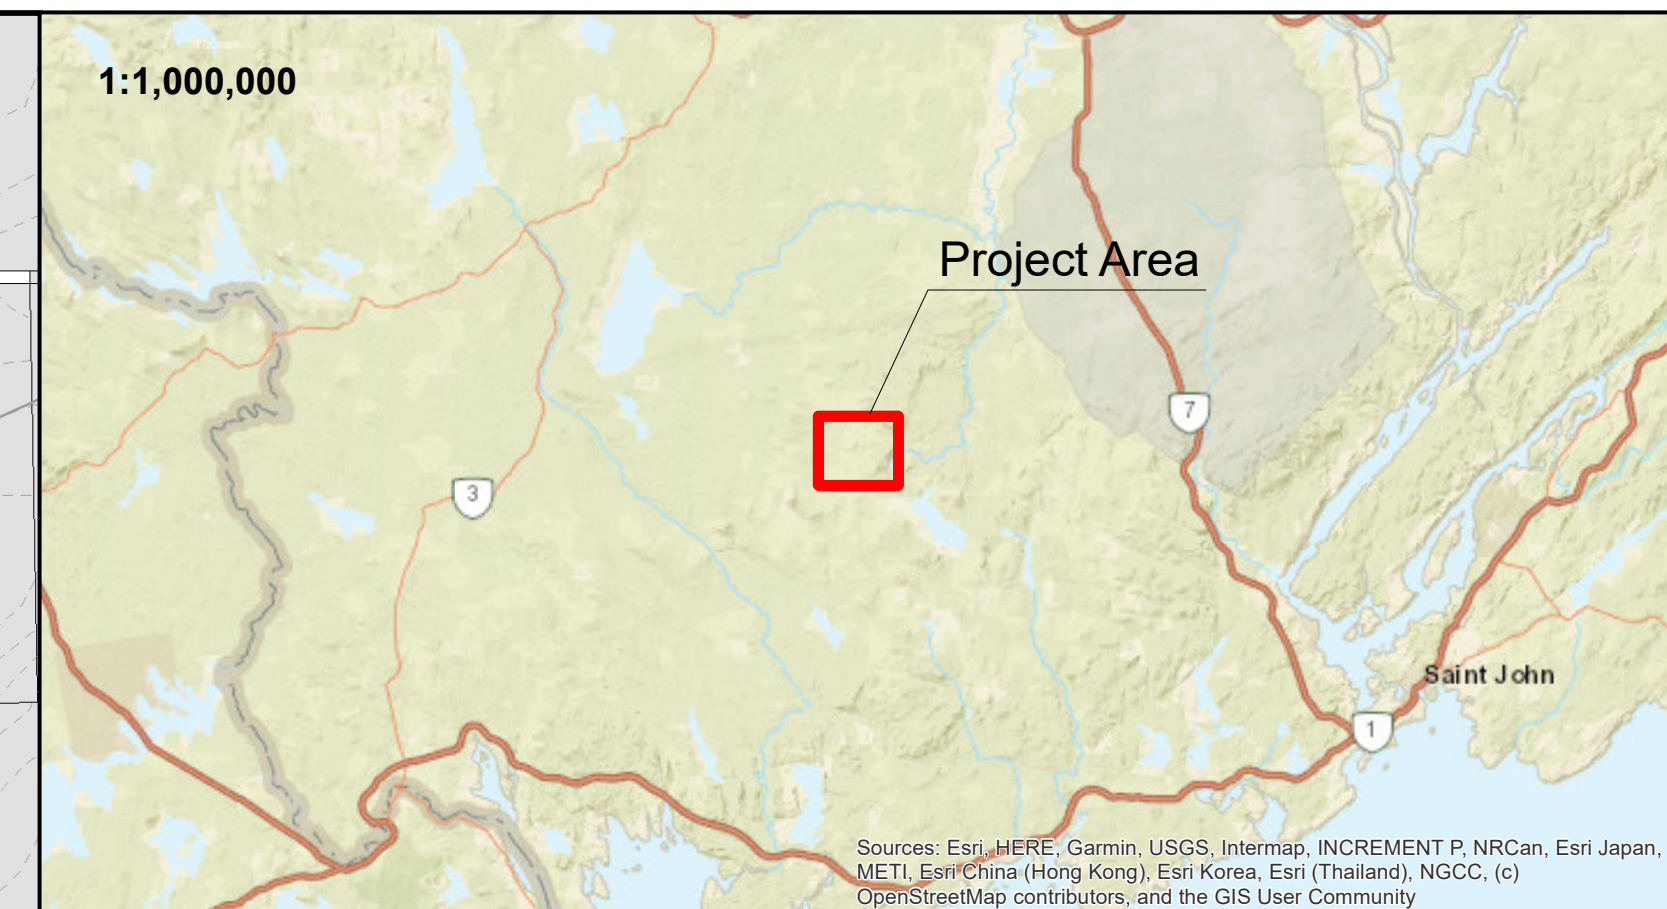 1:1,000,000
Project Area
7
3
Saint John
1
Sources: Esri, HERE, Garmin, USGS, Intermap, INCREMENT P, NRCan, Esri Japan,
METI, Esri China (Hong Kong), Esri Korea, Esri (Thailand), NGCC, (c)
OpenStreetMap contributors, and the GIS User Community